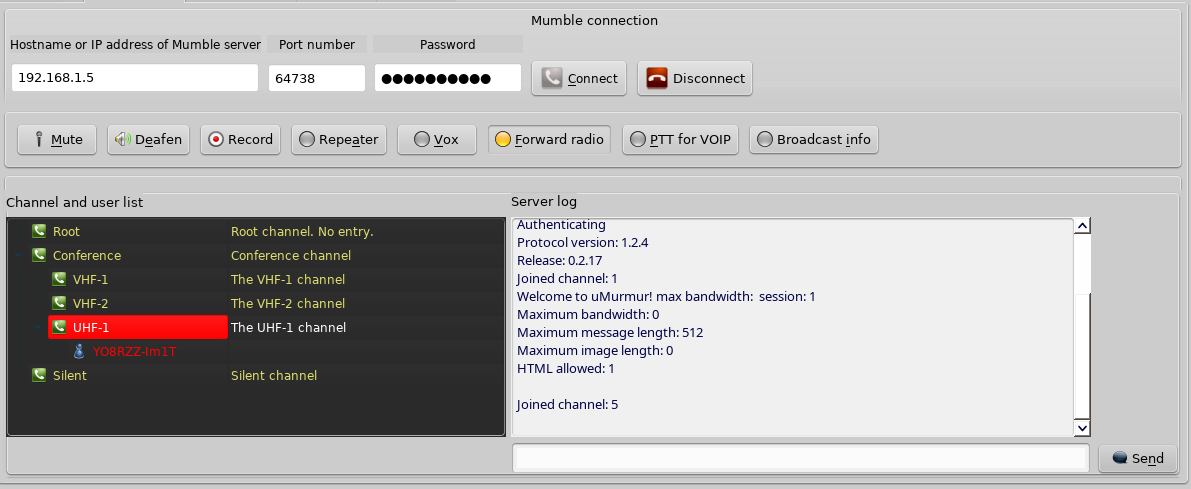 Mumble connection
Hostname or IP address of Mumble server Port number Password
192.168.1.5 64738 ●●●●●●●●●● Connect Disconnect
Mute Deafen Record Repeater Vox Forward radio PTT for VOIP Broadcast info
Channel and user list
Root Root channel. No entry.
Conference Conference channel
VHF-1 The VHF-1 channel
VHF-2 The VHF-2 channel
UHF-1 The UHF-1 channel
YO8RZZ-Im1T
Silent Silent channel
Server log
Authenticating
Protocol version: 1.2.4
Release: 0.2.17
Joined channel: 1
Welcome to uMurmur! max bandwidth: session: 1
Maximum bandwidth: 0
Maximum message length: 512
Maximum image length: 0
HTML allowed: 1
Joined channel: 5
Send